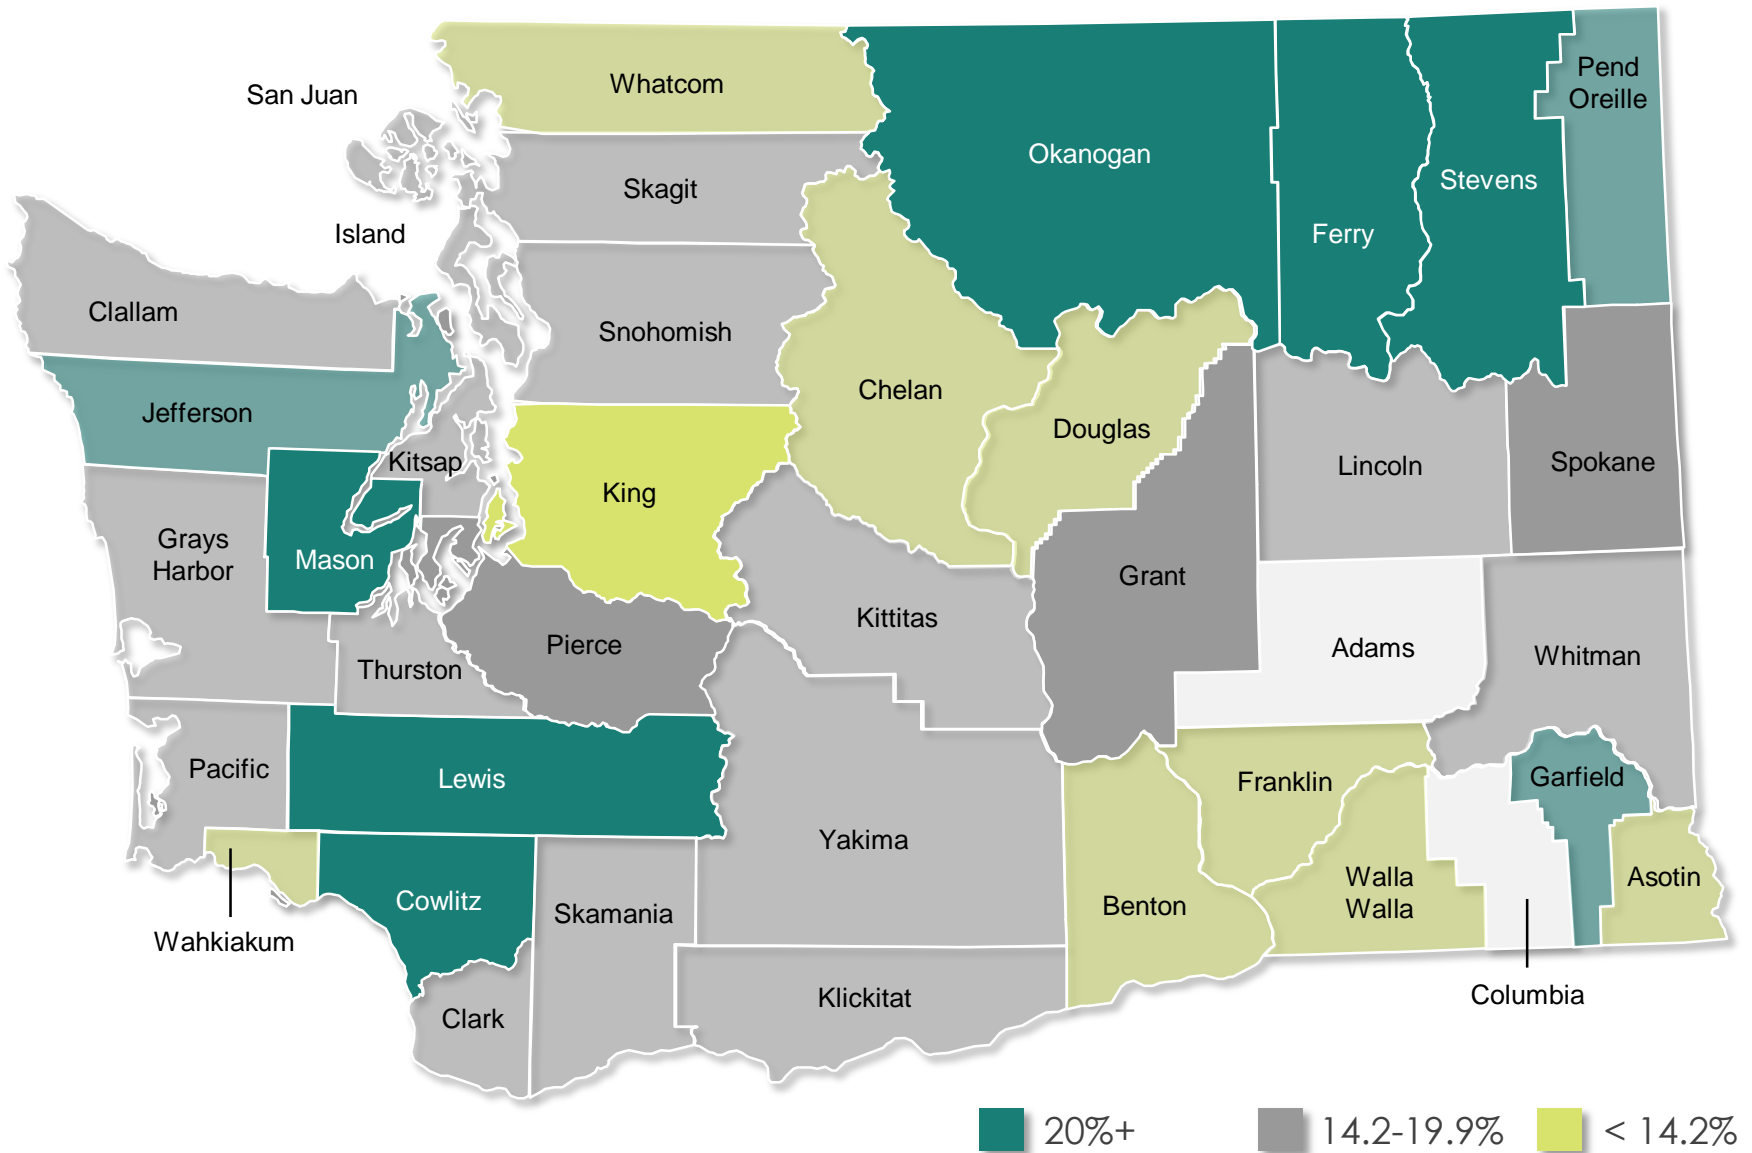 Whatcom
Pend
Oreille
San Juan
Okanogan
Skagit
Stevens
Island
Ferry
Clallam
Snohomish
Chelan
Jefferson
Douglas
Kitsap
Lincoln
Spokane
King
Grays
Harbor
Mason
Grant
Kittitas
Pierce
Adams
Whitman
Thurston
Pacific
Lewis
Garfield
Franklin
Yakima
Walla
Walla
Asotin
Cowlitz
Skamania
Benton
Wahkiakum
Columbia
Klickitat
Clark
20%+
14.2-19.9%
< 14.2%